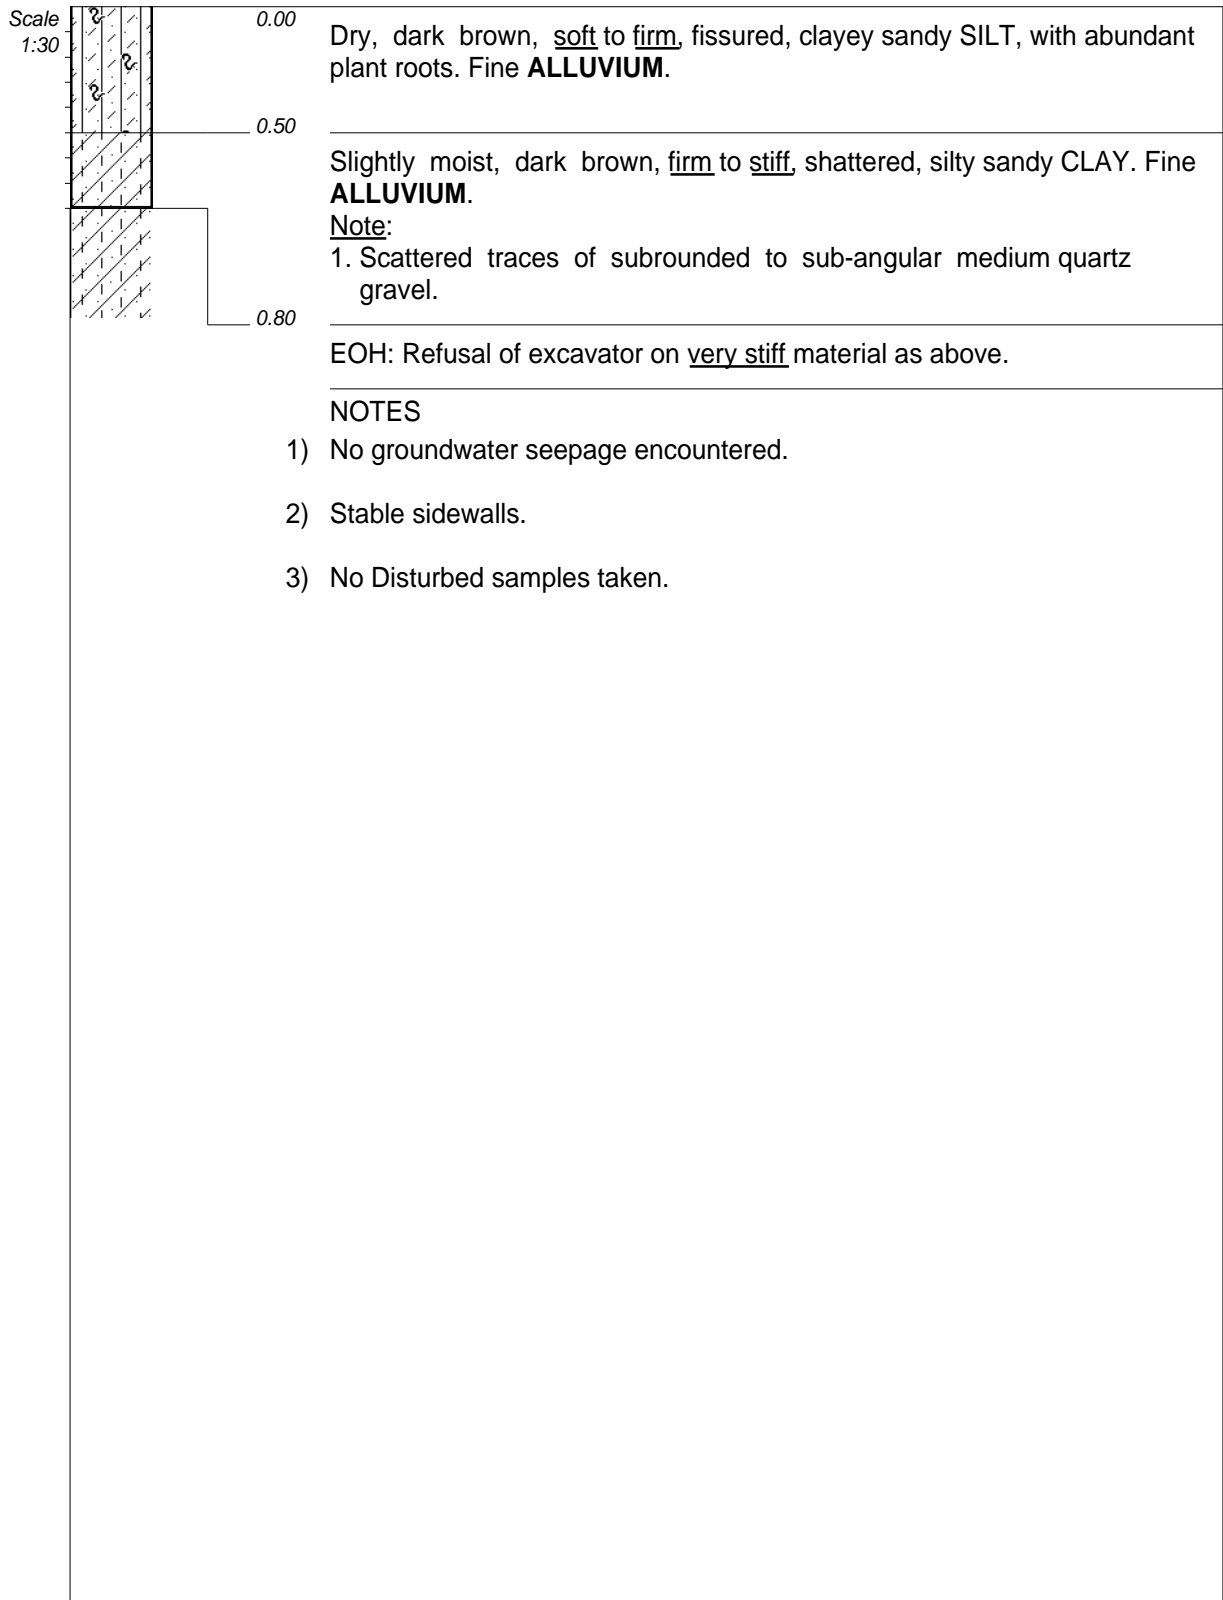 Scale
1:30
0.00
Dry, dark brown, soft to firm, fissured, clayey sandy SILT, with abundant
plant roots. Fine ALLUVIUM.
0.50
Slightly moist, dark brown, firm to stiff, shattered, silty sandy CLAY. Fine
ALLUVIUM.
Note:
1. Scattered traces of subrounded to sub-angular medium quartz
gravel.
0.80
EOH: Refusal of excavator on very stiff material as above.
NOTES
1) No groundwater seepage encountered.
2) Stable sidewalls.
3) No Disturbed samples taken.